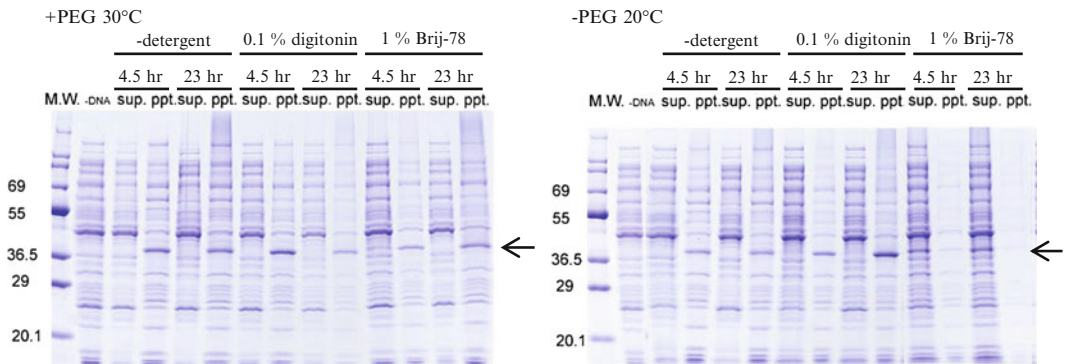 +PEG 30°C
-detergent 0.1 % digitonin 1 % Brij-78
4.5 hr 23 hr 4.5 hr 23 hr 4.5 hr 23 hr
M.W. -DNA sup. ppt. sup. ppt. sup. ppt. sup. ppt. sup. ppt. sup. ppt.
69
55
36.5
29
20.1
-PEG 20°C
-detergent 0.1 % digitonin 1 % Brij-78
4.5 hr 23 hr 4.5 hr 23 hr 4.5 hr 23 hr
M.W. -DNA sup. ppt. sup. ppt. sup. ppt. sup. ppt. sup. ppt. sup. ppt.
69
55
36.5
29
20.1